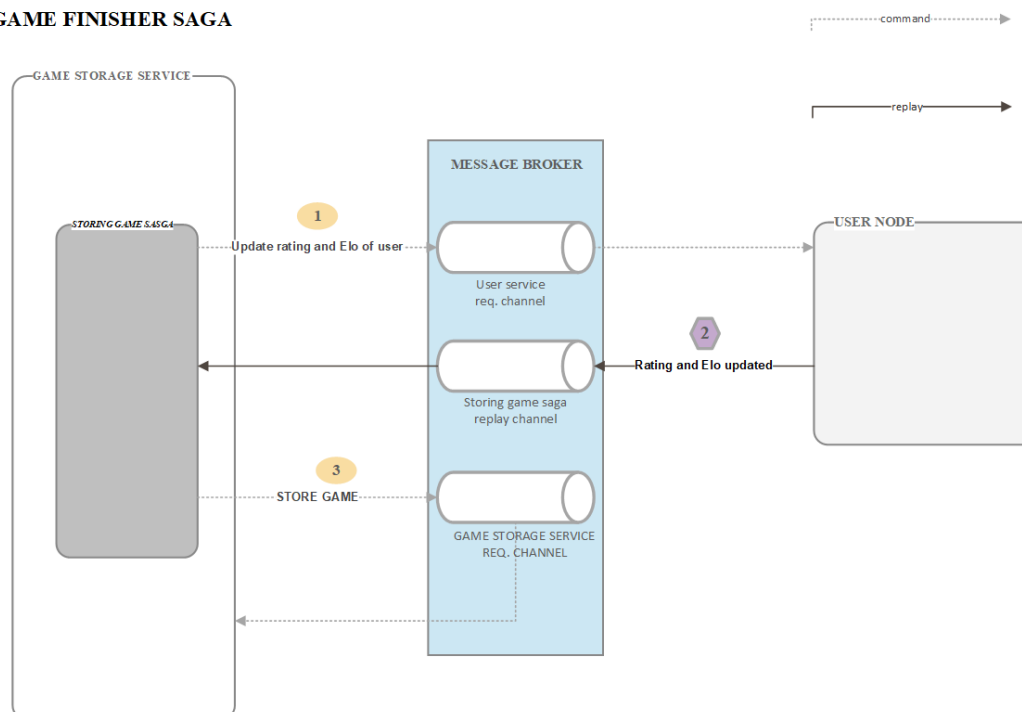 GAME FINISHER SAGA
command
GAME STORAGE SERVICE
replay
MESSAGE BROKER
STORING GAME SASGA
1
USER NODE
Update rating and Elo of user
User service
req. channel
2
Rating and Elo updated
Storing game saga
replay channel
3
STORE GAME
GAME STORAGE SERVICE
REQ. CHANNEL